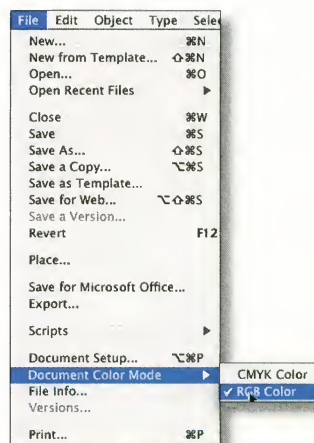 File Edit Object Type Sele
New... ⌘N
New from Template... ⇧⌘N
Open... ⌘O
Open Recent Files ▶
Close ⌘W
Save ⌘S
Save As... ⇧⌘S
Save a Copy... ⌥⌘S
Save as Template...
Save for Web... ⌥⇧⌘S
Save a Version...
Revert F12
Place...
Save for Microsoft Office...
Export...
Scripts ▶
Document Setup... ⌥⌘P
Document Color Mode ▶ CMYK Color
File Info... ✓ RGB Color
Versions...
Print... ⌘P